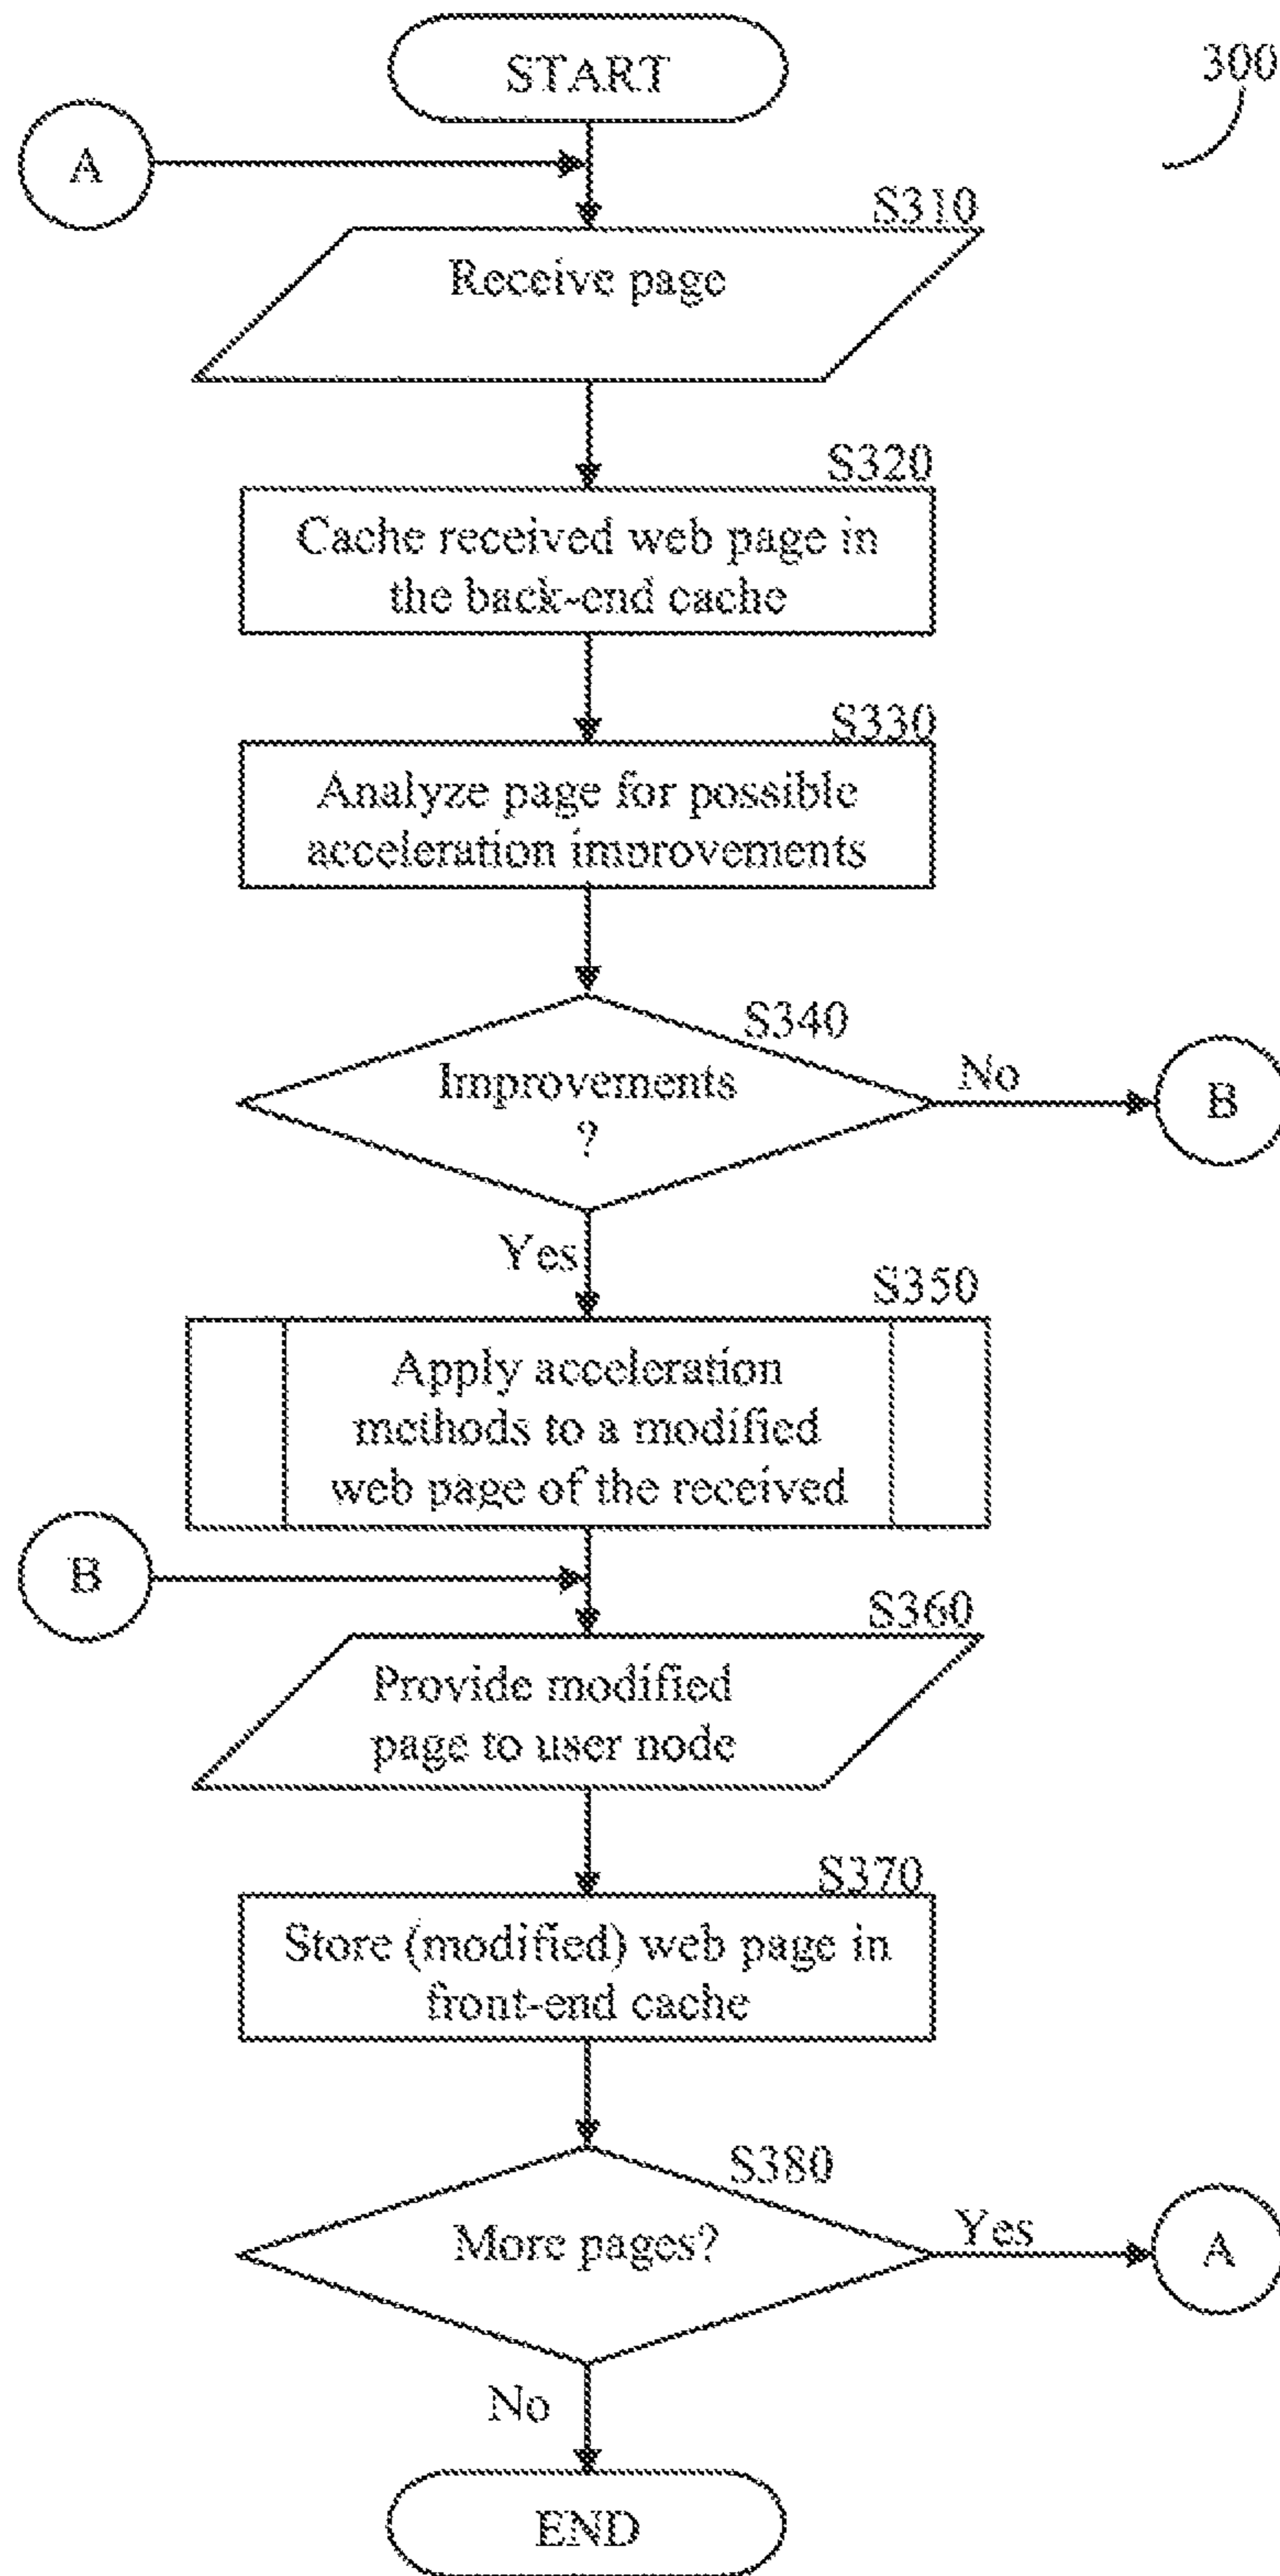 START
300
A
S310
Receive page
S320
Cache received web page in
the back-end cache
S330
Analyze page for possible
acceleration improvements
S340
Improvements
?
No
B
Yes
S350
Apply acceleration
methods to a modified
web page of the received
B
S360
Provide modified
page to user node
S370
Store (modified) web page in
front-end cache
S380
More pages?
Yes
A
No
END